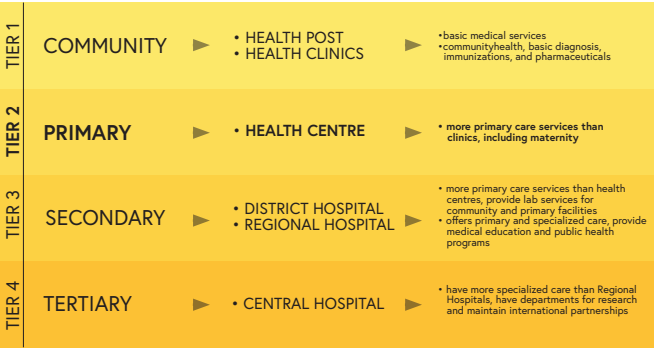 TIER 1
COMMUNITY
• HEALTH POST
• HEALTH CLINICS
•basic medical services
•communityhealth, basic diagnosis,
immunizations, and pharmaceuticals
TIER 2
PRIMARY
• HEALTH CENTRE
• more primary care services than
clinics, including maternity
TIER 3
SECONDARY
• DISTRICT HOSPITAL
• REGIONAL HOSPITAL
• more primary care services than health
centres, provide lab services for
community and primary facilities
• offers primary and specialized care, provide
medical education and public health
programs
TIER 4
TERTIARY
• CENTRAL HOSPITAL
• have more specialized care than Regional
Hospitals, have departments for research
and maintain international partnerships